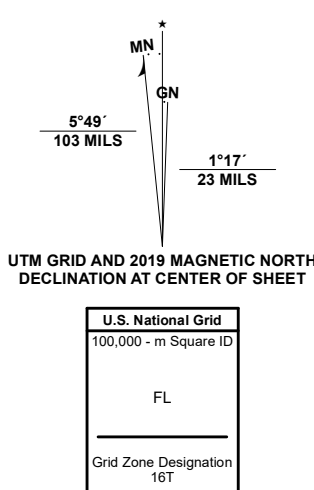 ★
MN
GN
5°49´
103 MILS
1°17´
23 MILS
UTM GRID AND 2019 MAGNETIC NORTH
DECLINATION AT CENTER OF SHEET
U.S. National Grid
100,000 - m Square ID
FL
Grid Zone Designation
16T